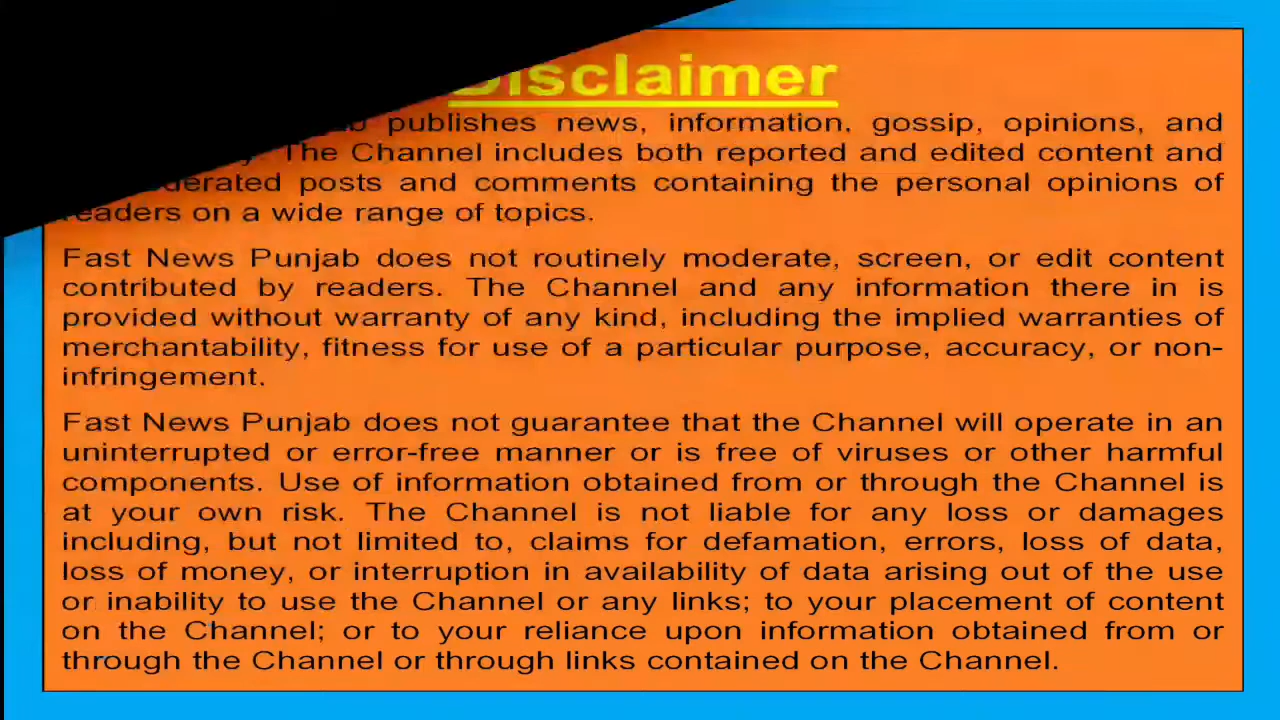 Disclaimer
publishes news, information, gossip, opinions, and
The Channel includes both reported and edited content and
posts and comments containing the personal opinions of
readers on a wide range of topics.
Fast News Punjab does not routinely moderate, screen, or edit content
contributed by readers. The Channel and any information there in is
provided without warranty of any kind, including the implied warranties of
merchantability, fitness for use of a particular purpose, accuracy, or non-
infringement.
Fast News Punjab does not guarantee that the Channel will operate in an
uninterrupted or error-free manner or is free of viruses or other harmful
components. Use of information obtained from or through the Channel is
at your own risk. The Channel is not liable for any loss or damages
including, but not limited to, claims for defamation, errors, loss of data,
loss of money, or interruption in availability of data arising out of the use
or inability to use the Channel or any links; to your placement of content
on the Channel; or to your reliance upon information obtained from or
through the Channel or through links contained on the Channel.